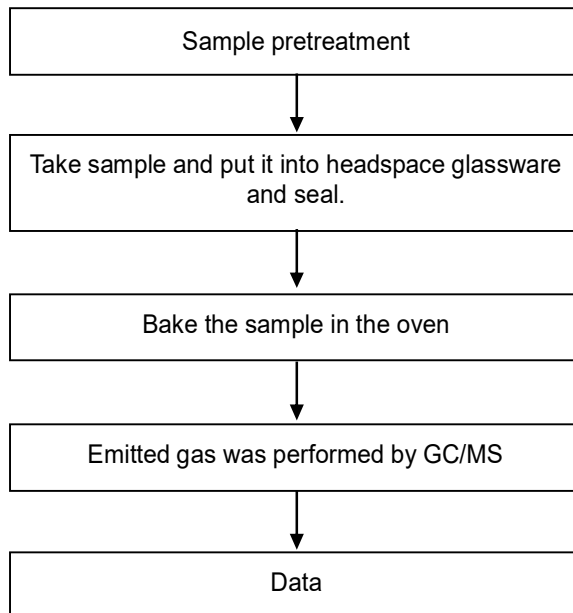 Sample pretreatment
Take sample and put it into headspace glassware
and seal.
Bake the sample in the oven
Emitted gas was performed by GC/MS
Data